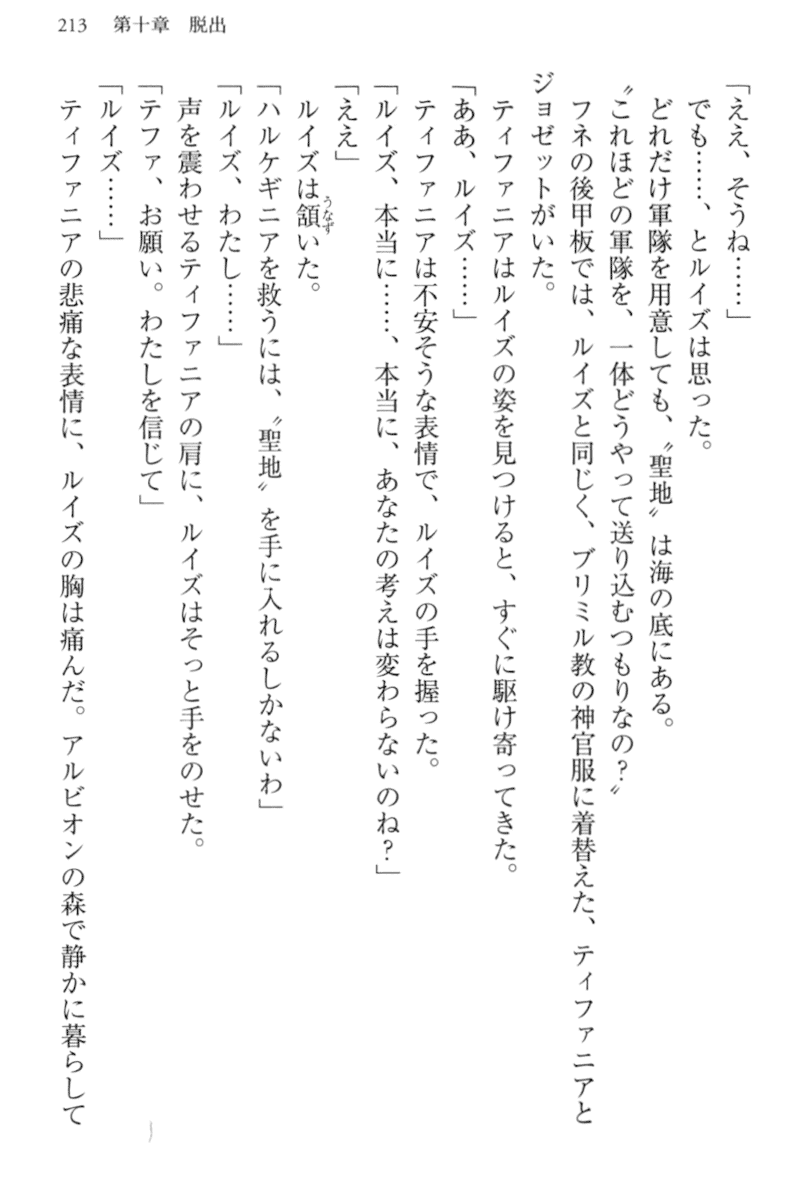 213　第十章　脱出
「ええ、そうね……」
でも……、とルイズは思った。
どれだけ軍隊を用意しても、〝聖地〟は海の底にある。
〝これほどの軍隊を、一体どうやって送り込むつもりなの？〟
フネの後甲板では、ルイズと同じく、ブリミル教の神官服に着替えた、ティファニアと
ジョゼットがいた。
ティファニアはルイズの姿を見つけると、すぐに駆け寄ってきた。
「ああ、ルイズ……」
ティファニアは不安そうな表情で、ルイズの手を握った。
「ルイズ、本当に……、本当に、あなたの考えは変わらないのね？」
「ええ」
ルイズは頷うなずいた。
「ハルケギニアを救うには、〝聖地〟を手に入れるしかないわ」
「ルイズ、わたし……」
声を震わせるティファニアの肩に、ルイズはそっと手をのせた。
「テファ、お願い。わたしを信じて」
「ルイズ……」
ティファニアの悲痛な表情に、ルイズの胸は痛んだ。アルビオンの森で静かに暮らして